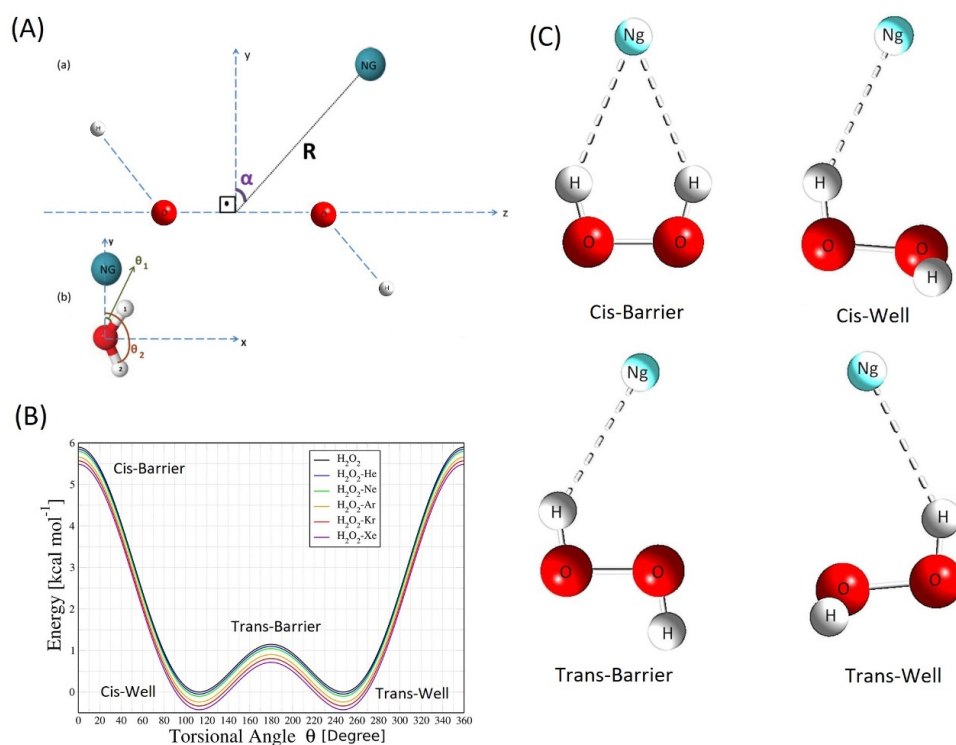 (A)
(a)
y
NG
α
R
z
H
O
O
H
(b)
y
NG
θ1
1
θ2
2
x
(B)
Energy [kcal mol-1]
6
5
4
3
2
1
0
Cis-Barrier
H2O2
H2O2-He
H2O2-Ne
H2O2-Ar
H2O2-Kr
H2O2-Xe
Trans-Barrier
Cis-Well
Trans-Well
0 20 40 60 80 100 120 140 160 180 200 220 240 260 280 300 320 340 360
Torsional Angle θ [Degree]
(C)
Ng
H
H
O
O
Cis-Barrier
Ng
H
O
O
H
Cis-Well
Ng
H
O
O
H
Trans-Barrier
Ng
H
O
O
H
Trans-Well